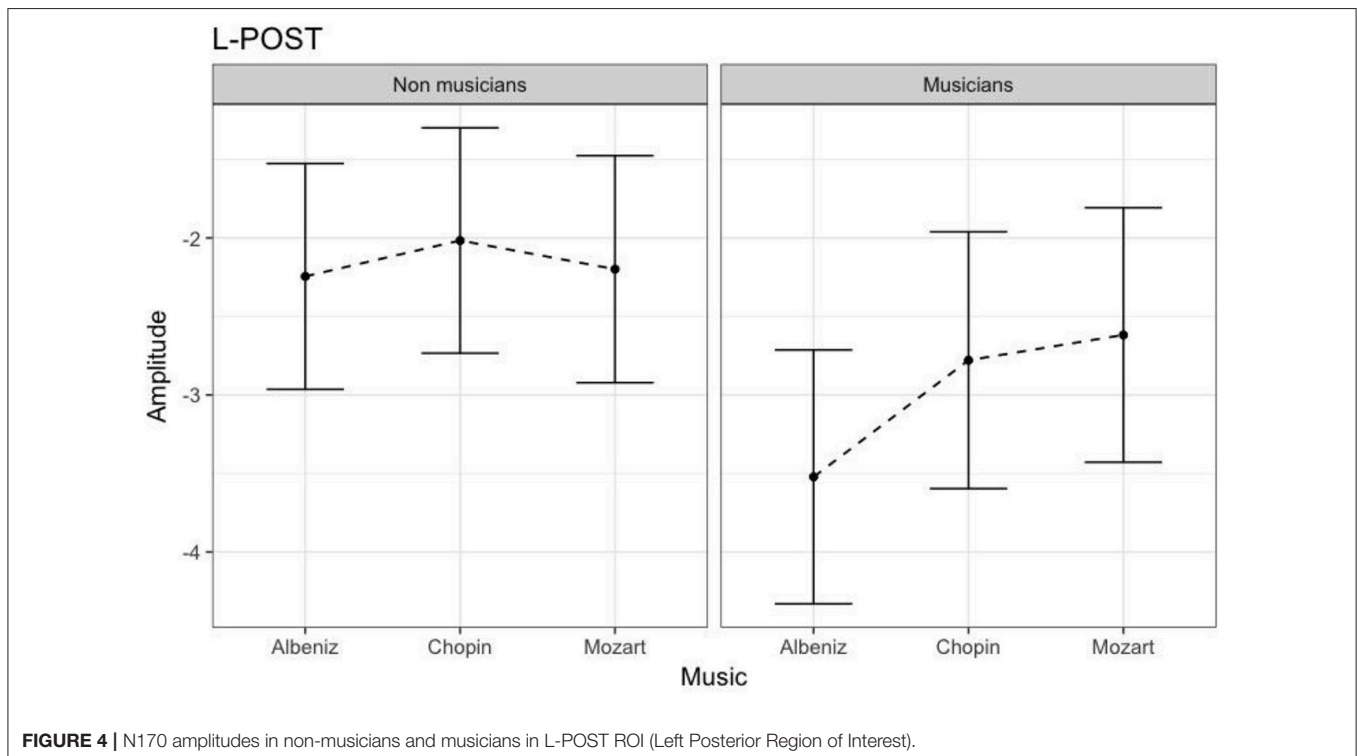 L-POST
Non musicians
Musicians
-2
-3
-4
Amplitude
Albeniz Chopin Mozart
Albeniz Chopin Mozart
Music
FIGURE 4 | N170 amplitudes in non-musicians and musicians in L-POST ROI (Left Posterior Region of Interest).